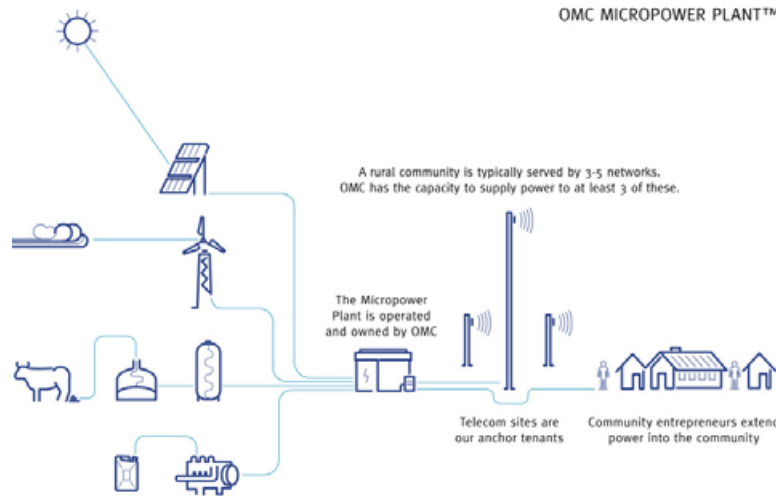 OMC MICROPOWER PLANT™
A rural community is typically served by 3-5 networks.
OMC has the capacity to supply power to at least 3 of these.
The Micropower
Plant is operated
and owned by OMC
Telecom sites are
our anchor tenants
Community entrepreneurs extend
power into the community